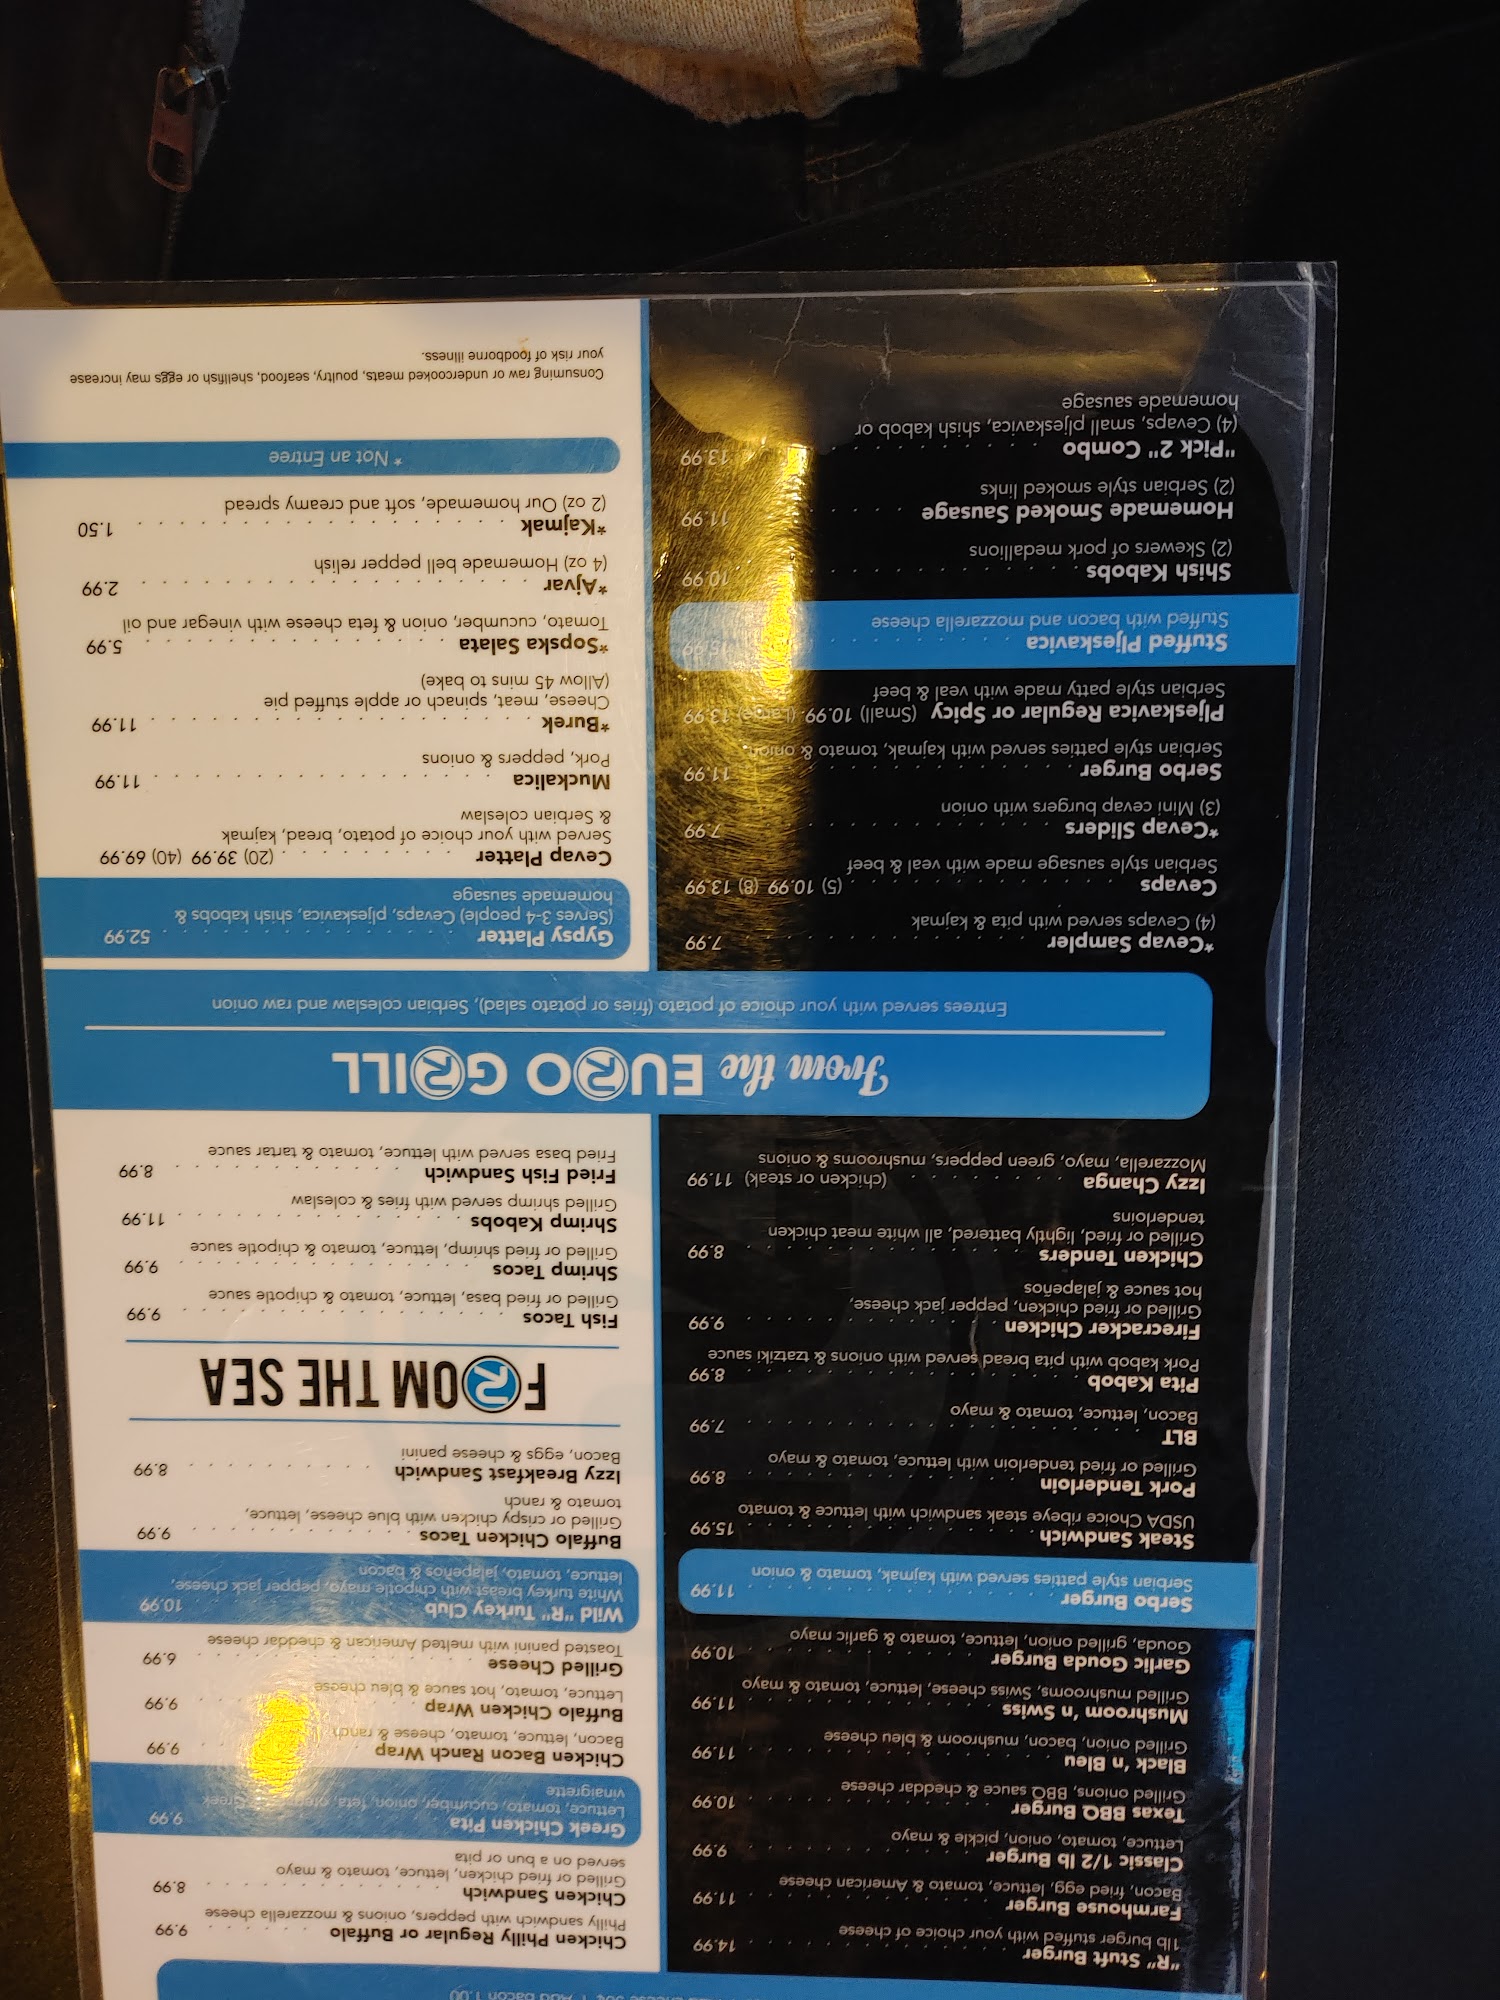 Cheese 50¢ • Add bacon 1.00
"R" Stuft Burger . . . . . . . . . 14.99
1lb burger stuffed with your choice of cheese
Farmhouse Burger . . . . . . . . . 11.99
Bacon, fried egg, lettuce, tomato & American cheese
Classic 1/2 lb Burger . . . . . . . . . 9.99
Lettuce, tomato, onion, pickle & mayo
Texas BBQ Burger . . . . . . . . . 10.99
Grilled onions, BBQ sauce & cheddar cheese
Black 'n Bleu . . . . . . . . . 11.99
Grilled onion, bacon, mushroom & bleu cheese
Mushroom 'n Swiss . . . . . . . . . 11.99
Grilled mushrooms, Swiss cheese, lettuce, tomato & mayo
Garlic Gouda Burger . . . . . . . . . 10.99
Gouda, grilled onion, lettuce, tomato & garlic mayo
Serbo Burger . . . . . . . . . 11.99
Serbian style patties served with kajmak, tomato & onion
Steak Sandwich . . . . . . . . . 15.99
USDA Choice ribeye steak sandwich with lettuce & tomato
Pork Tenderloin . . . . . . . . . 8.99
Grilled or fried tenderloin with lettuce, tomato & mayo
BLT . . . . . . . . . 7.99
Bacon, lettuce, tomato & mayo
Pita Kabob . . . . . . . . . 8.99
Pork kabob with pita bread served with onions & tzatziki sauce
Firecracker Chicken . . . . . . . . . 9.99
Grilled or fried chicken, pepper jack cheese,
hot sauce & jalapeños
Chicken Tenders . . . . . . . . . 8.99
Grilled or fried, lightly battered, all white meat chicken
tenderloins
Izzy Changa . . . . . . . . . (chicken or steak) 11.99
Mozzarella, mayo, green peppers, mushrooms & onions
Chicken Philly Regular or Buffalo . . . . . . 9.99
Philly sandwich with peppers, onions & mozzarella cheese
Chicken Sandwich . . . . . . . . . 8.99
Grilled or fried chicken, lettuce, tomato & mayo
served on a bun or pita
Greek Chicken Pita 9.99
Lettuce, tomato, cucumber, onion, feta, Greek
vinaigrette
Chicken Bacon Ranch Wrap . . . . . . 9.99
Bacon, lettuce, tomato, cheese & ranch
Buffalo Chicken Wrap . . . . . . 9.99
Lettuce, tomato, hot sauce & bleu cheese
Grilled Cheese . . . . . . . . . 6.99
Toasted panini with melted American & cheddar cheese
Wild "R" Turkey Club . . . . . . . . . 10.99
White turkey breast with chipotle mayo, pepper jack cheese,
lettuce, tomato, jalapeños & bacon
Buffalo Chicken Tacos . . . . . . . . . 9.99
Grilled or crispy chicken with blue cheese, lettuce,
tomato & ranch
Izzy Breakfast Sandwich . . . . . . . . . 8.99
Bacon, eggs & cheese panini
FROM THE SEA
Fish Tacos . . . . . . . . . 9.99
Grilled or fried bassa, lettuce, tomato & chipotle sauce
Shrimp Tacos . . . . . . . . . 9.99
Grilled or fried shrimp, lettuce, tomato & chipotle sauce
Shrimp Kabobs . . . . . . . . . 11.99
Grilled shrimp served with fries & coleslaw
Fried Fish Sandwich . . . . . . . . . 8.99
Fried basa served with lettuce, tomato & tartar sauce
From the EURO GRILL
Entrees served with your choice of potato (fries or potato salad), Serbian coleslaw and raw onion
*Cevap Sampler . . . . . . . . . 7.99
(4) Cevaps served with pita & kajmak
Cevaps . . . . . . . . . (5) 10.99 (8) 13.99
Serbian style sausage made with veal & beef
*Cevap Sliders . . . . . . . . . 7.99
(3) Mini cevap burgers with onion
Serbo Burger . . . . . . . . . 11.99
Serbian style patties served with kajmak, tomato & onion
Pljeskavica Regular or Spicy (Small) 10.99. (Large) 13.99
Serbian style patty made with veal & beef
Stuffed Pljeskavica 15.99
Stuffed with bacon and mozzarella cheese
Shish Kabobs . . . . . . . . . 10.99
(2) Skewers of pork medallions
Homemade Smoked Sausage . . . . . . 11.99
(2) Serbian style smoked links
"Pick 2" Combo . . . . . . . . . 13.99
(4) Cevaps, small pljeskavica, shish kabob or
homemade sausage
Gypsy Platter . . . . . . . . . 52.99
(Serves 3-4 people) Cevaps, pljeskavica, shish kabobs &
homemade sausage
Cevap Platter . . . . . . . . . (20) 39.99 (40) 69.99
Served with your choice of potato, bread, kajmak
& Serbian coleslaw
Muckalica . . . . . . . . . 11.99
Pork, peppers & onions
*Burek . . . . . . . . . 11.99
Cheese, meat, spinach or apple stuffed pie
(Allow 45 mins to bake)
*Sopska Salata . . . . . . . . . 5.99
Tomato, cucumber, onion & feta cheese with vinegar and oil
*Ajvar . . . . . . . . . 2.99
(4 oz) Homemade bell pepper relish
*Kajmak . . . . . . . . . 1.50
(2 oz) Our homemade, soft and creamy spread
* Not an Entree
Consuming raw or undercooked meats, poultry, seafood, shellfish or eggs may increase
your risk of foodborne illness.